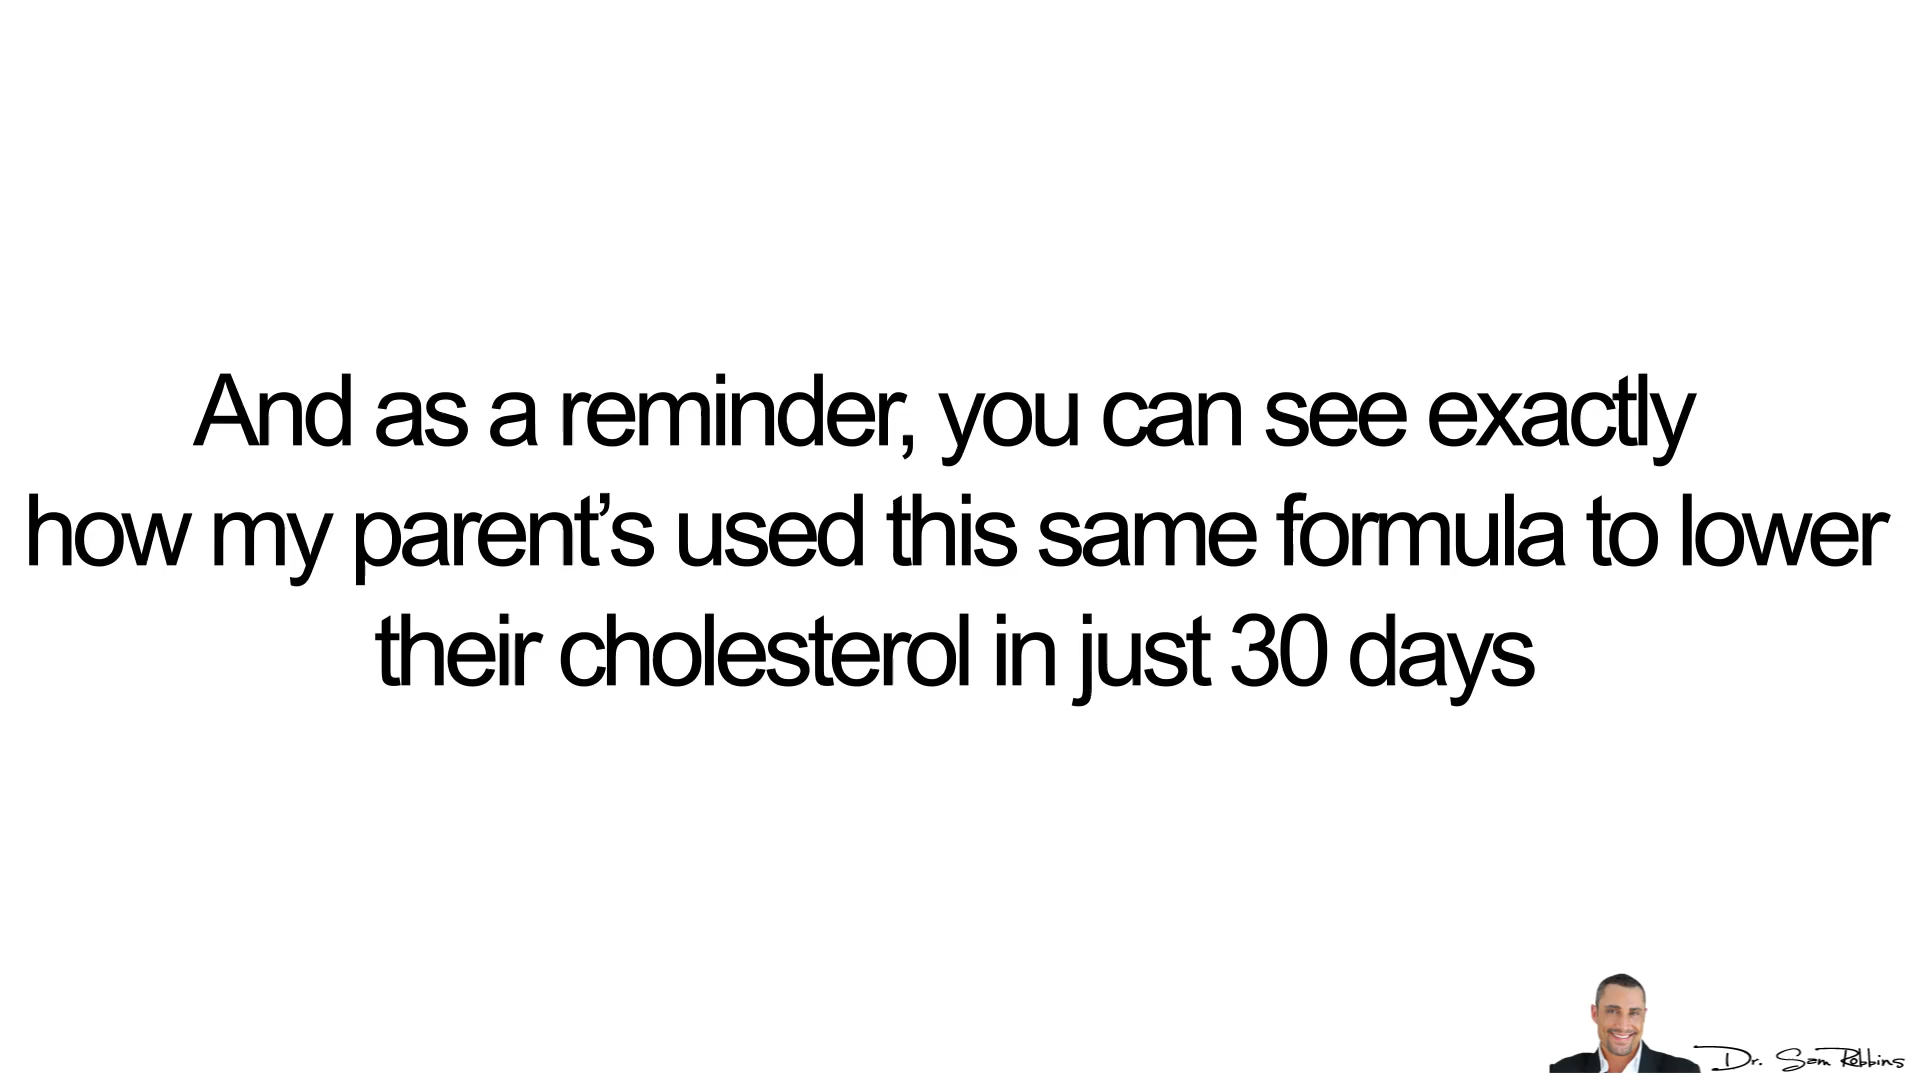 And as a reminder, you can see exactly
how my parent’s used this same formula to lower
their cholesterol in just 30 days
Dr. Sam Robbins